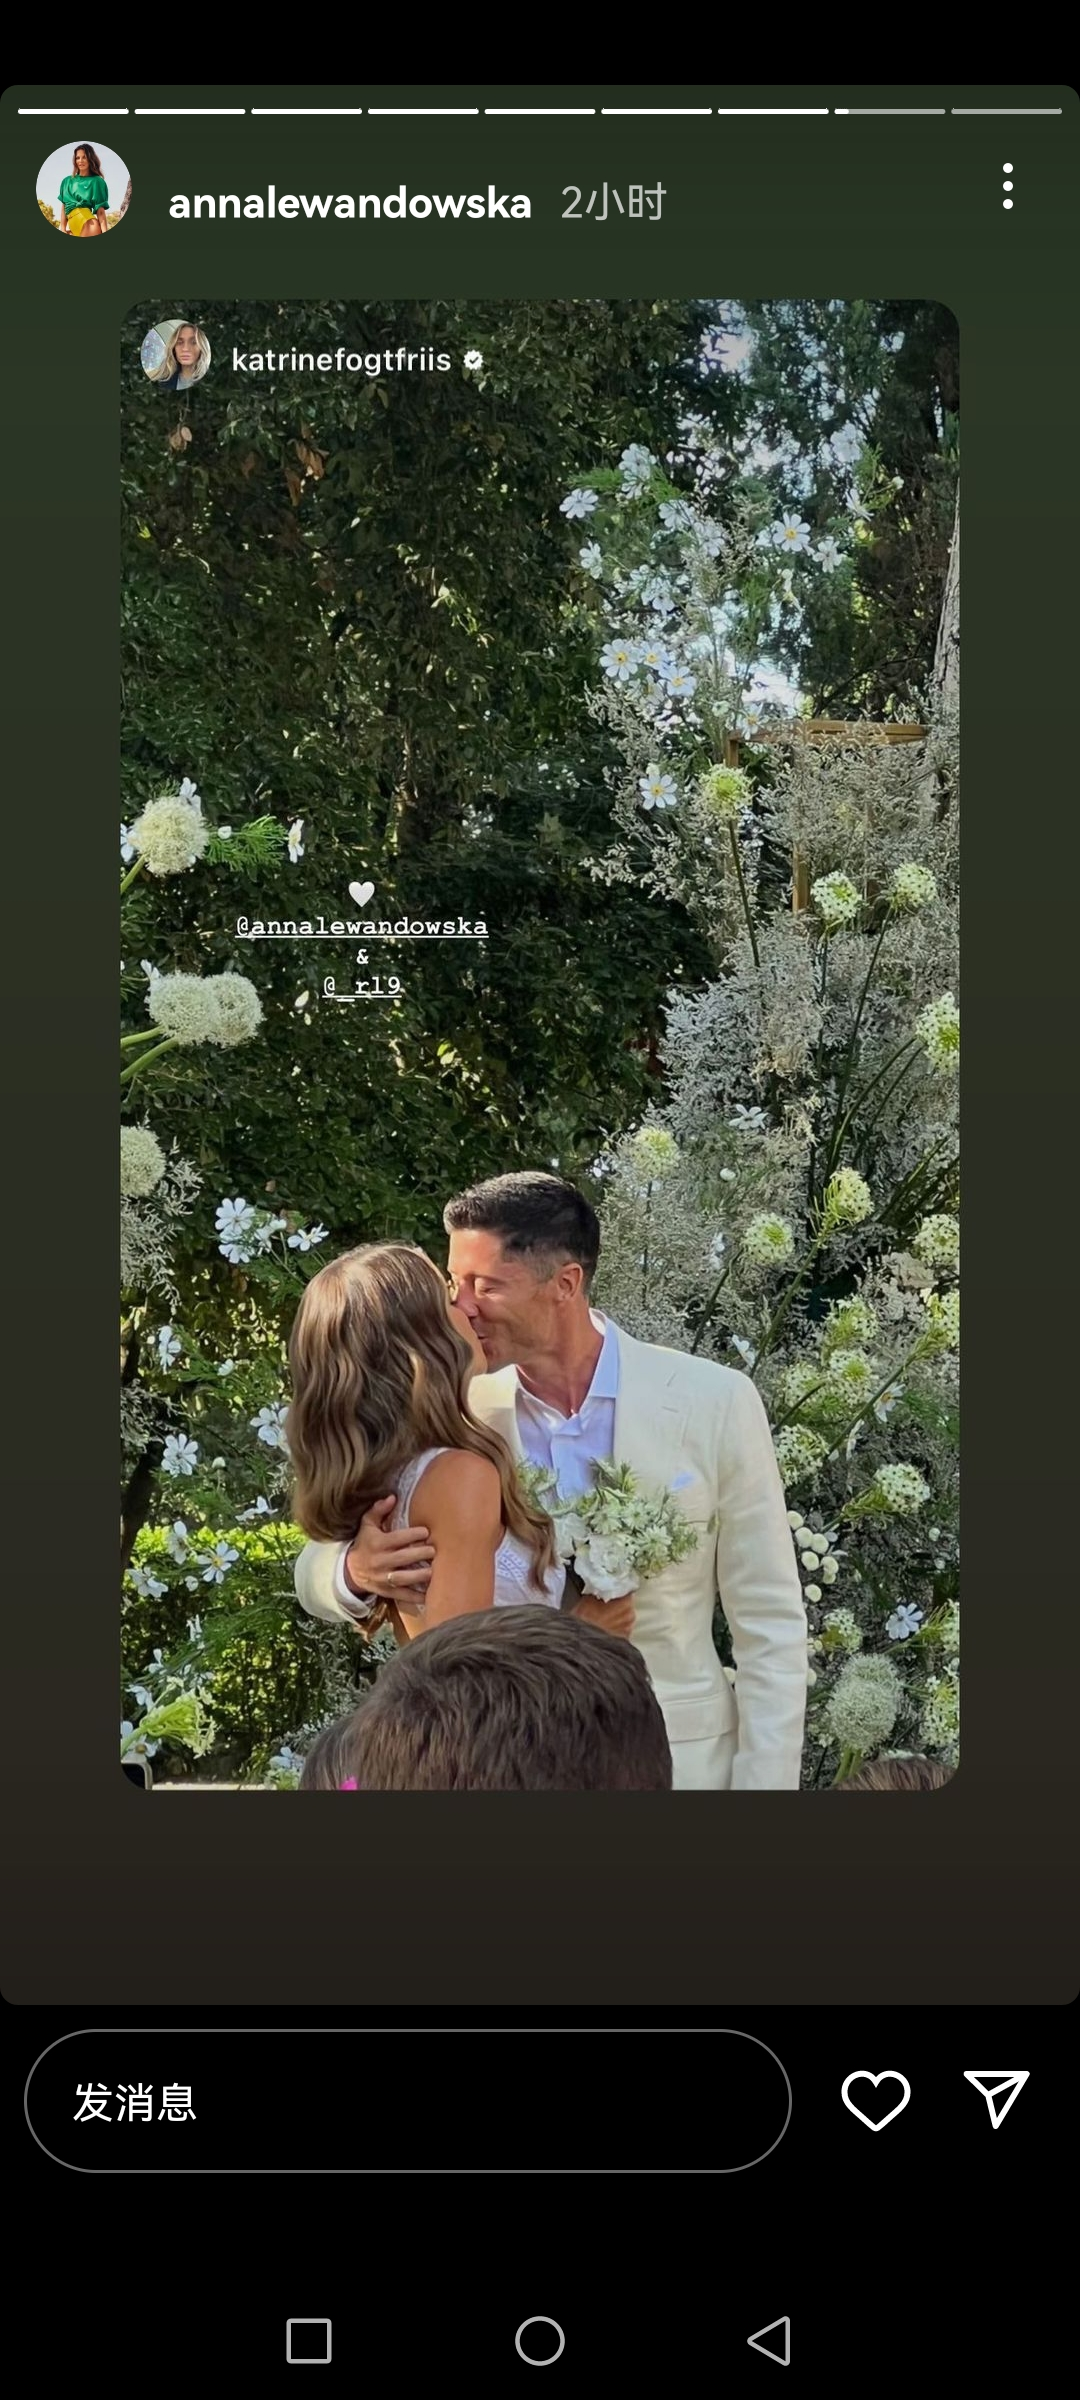 annalewandowska 2小时
katrinefogtfriis
🤍
@annalewandowska
&
@_rl9
发消息